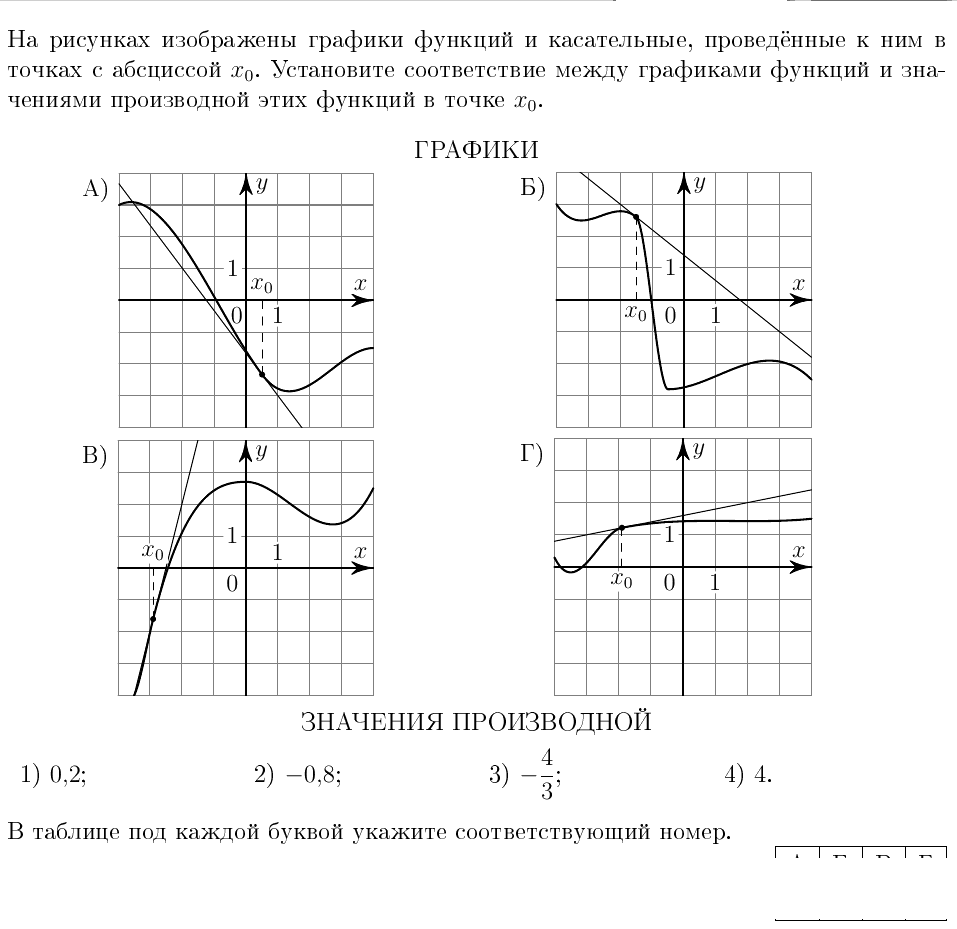 На рисунках изображены графики функций и касательные, проведённые к ним в
точках с абсциссой x₀. Установите соответствие между графиками функций и зна-
чениями производной этих функций в точке x₀.
ГРАФИКИ
А) y 1 x₀ x 0 1
Б) y 1 x x₀ 0 1
В) y 1 x₀ 1 x 0
Г) y 1 x x₀ 0 1
ЗНАЧЕНИЯ ПРОИЗВОДНОЙ
1) 0,2; 2) −0,8; 3) −4/3; 4) 4.
В таблице под каждой буквой укажите соответствующий номер.